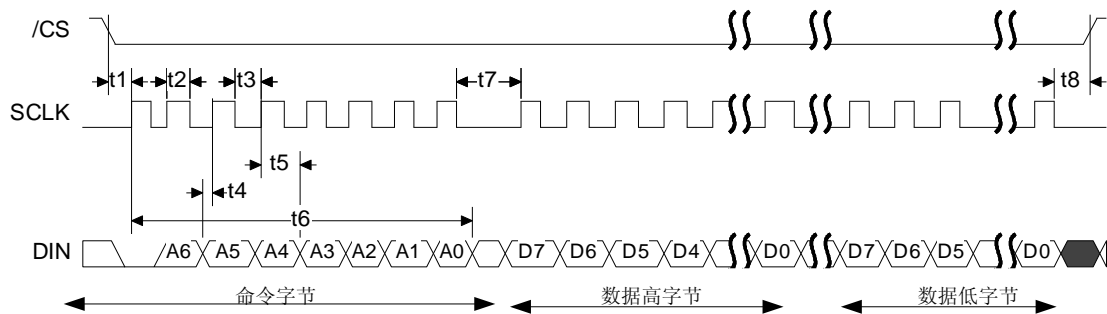 /CS
t1 t2 t3 t7 t8
SCLK
t5
t4
t6
DIN A6 A5 A4 A3 A2 A1 A0 D7 D6 D5 D4 D0 D7 D6 D5 D0
命令字节 数据高字节 数据低字节